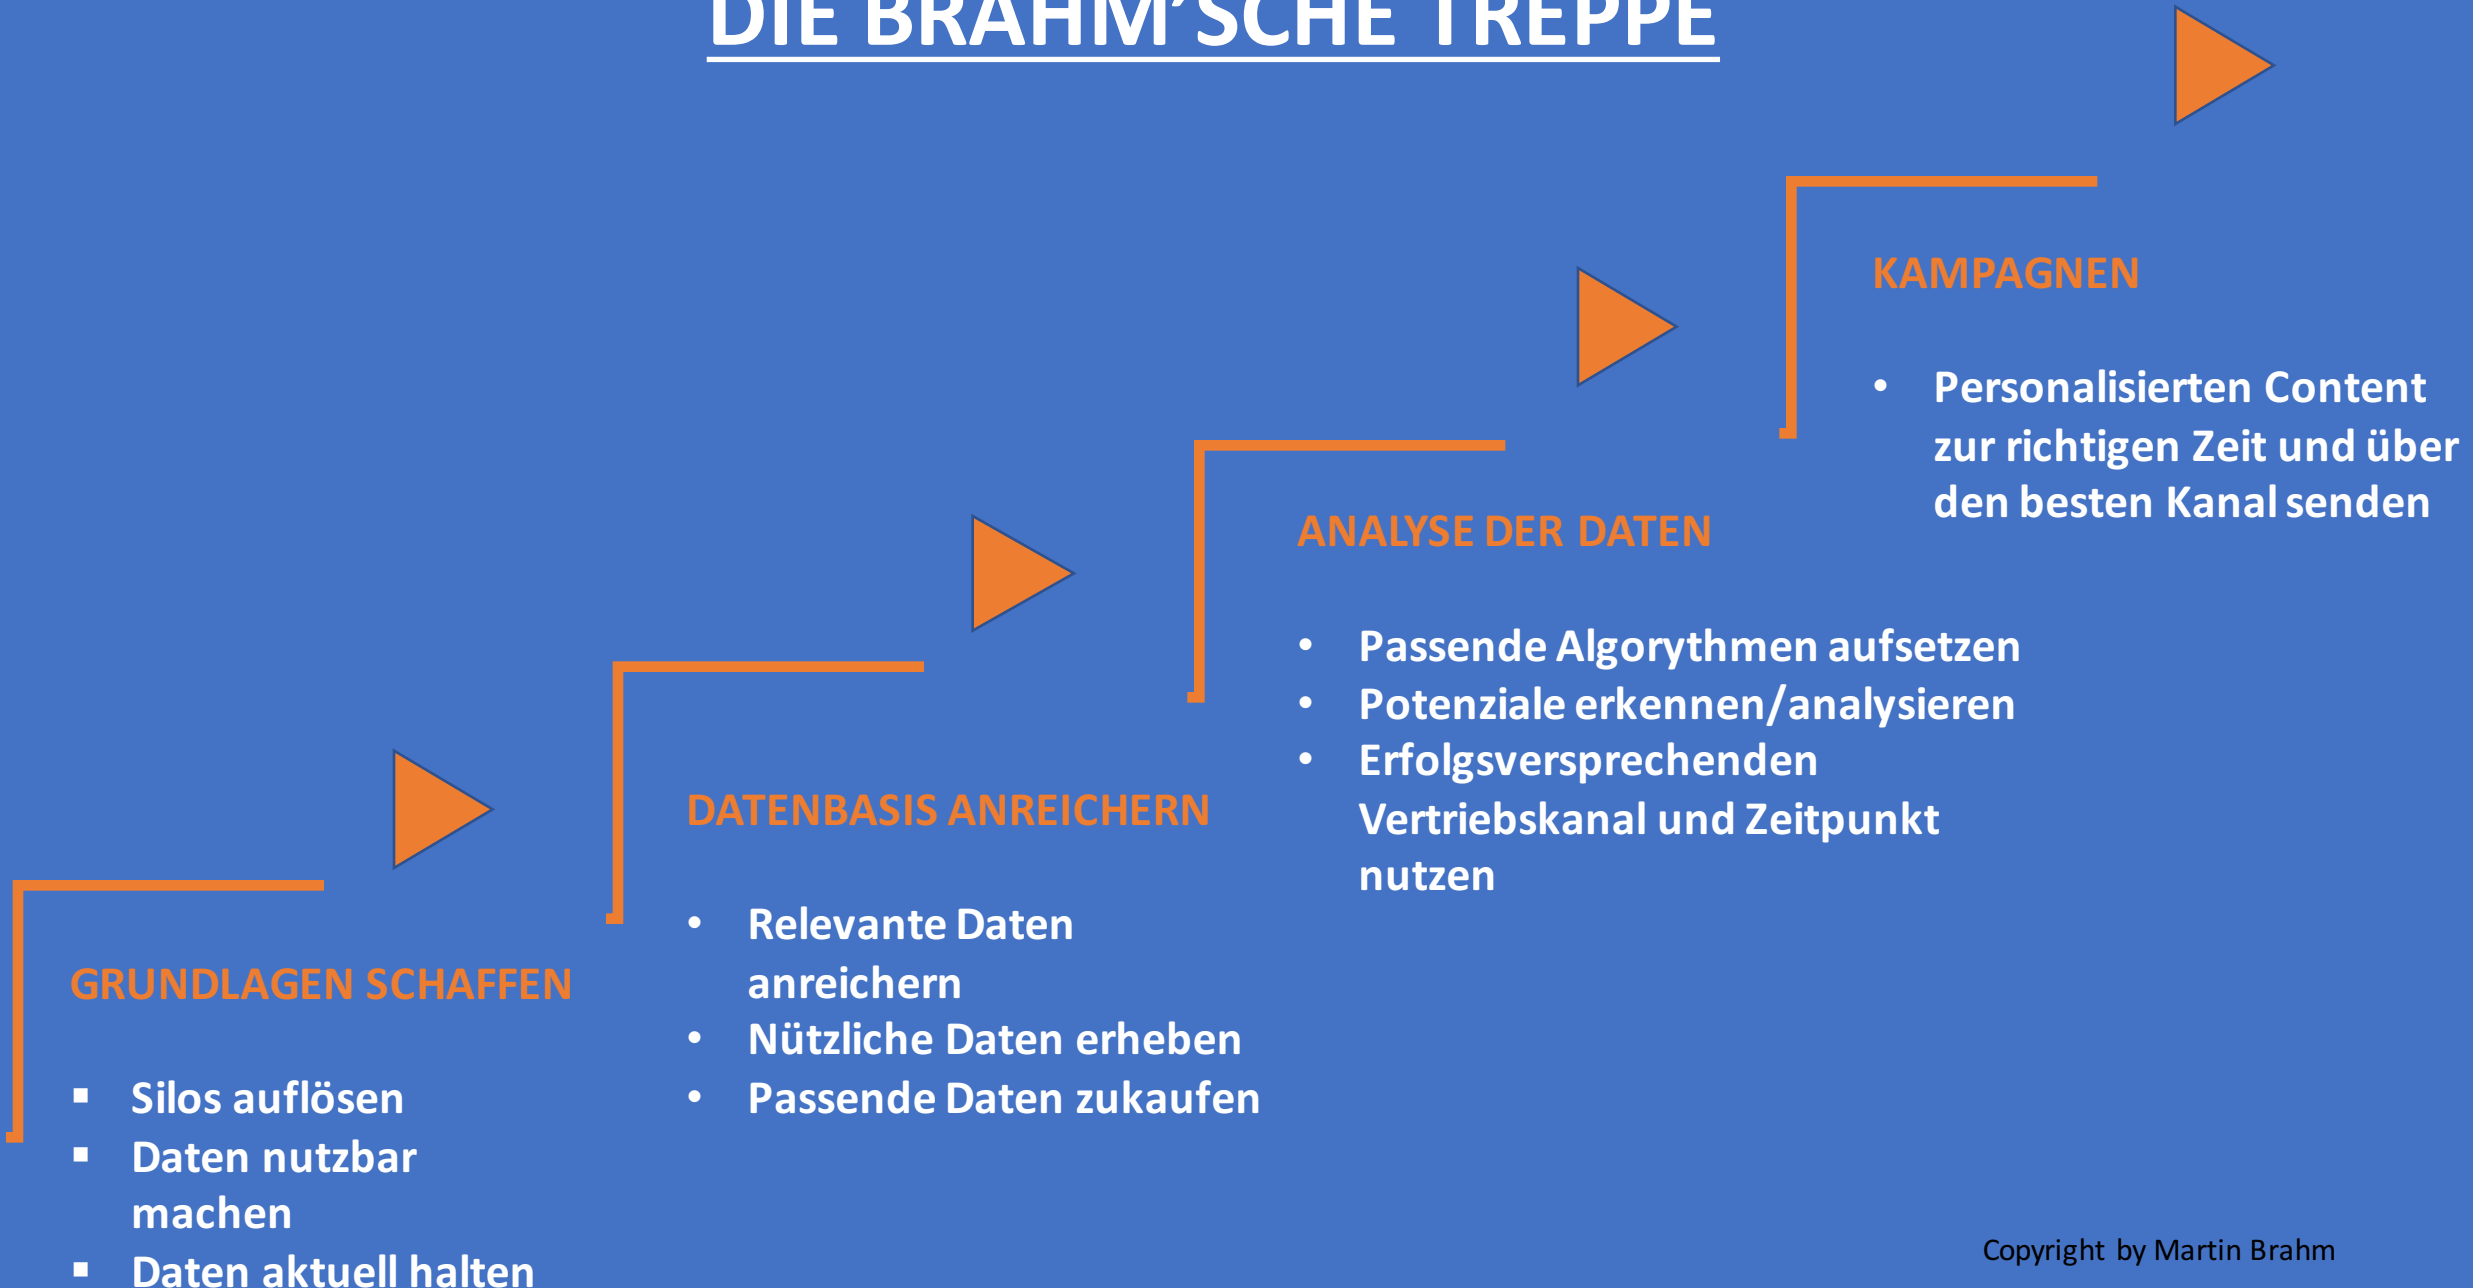 DIE BRAHM'SCHE TREPPE
KAMPAGNEN
• Personalisierten Content
zur richtigen Zeit und über
den besten Kanal senden
ANALYSE DER DATEN
• Passende Algorythmen aufsetzen
• Potenziale erkennen/analysieren
• Erfolgsversprechenden
Vertriebskanal und Zeitpunkt
nutzen
DATENBASIS ANREICHERN
• Relevante Daten
anreichern
• Nützliche Daten erheben
• Passende Daten zukaufen
GRUNDLAGEN SCHAFFEN
▪ Silos auflösen
▪ Daten nutzbar
machen
▪ Daten aktuell halten
Copyright by Martin Brahm